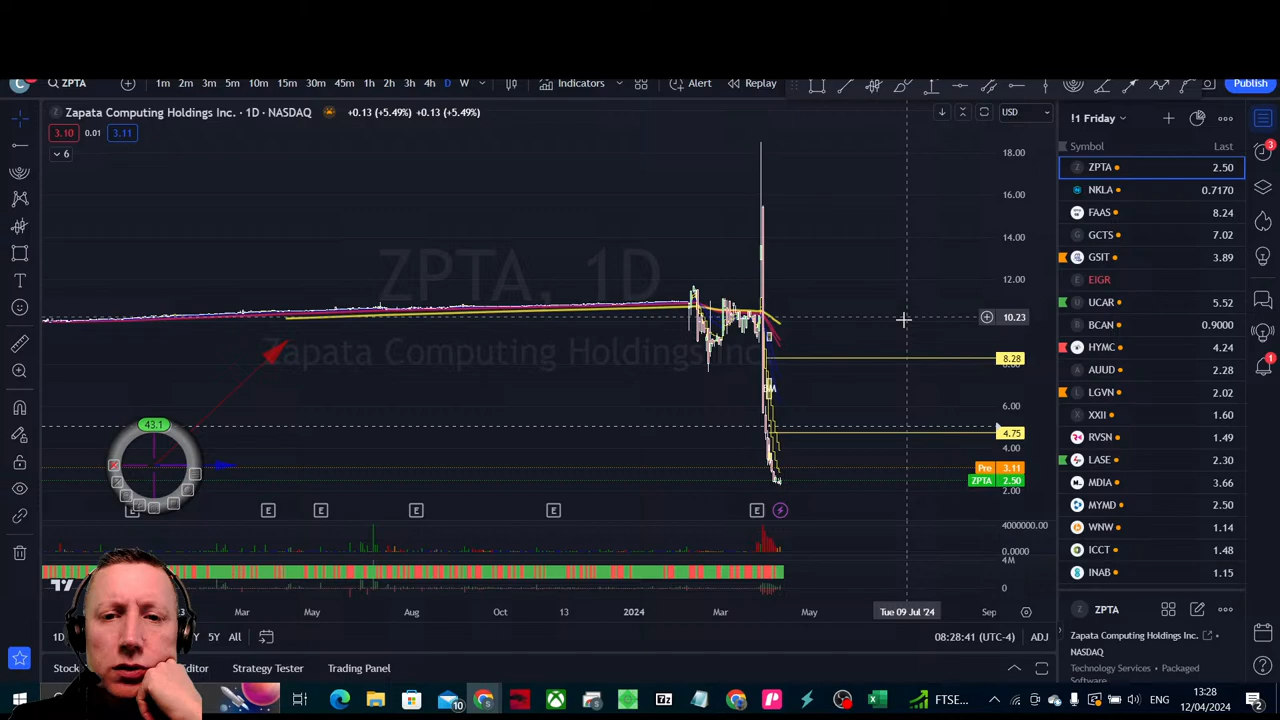 ZPTA
1m 2m 3m 5m 10m 15m 30m 45m 1h 2h 3h 4h D W
Indicators
Alert
Replay
Publish
Zapata Computing Holdings Inc. · 1D · NASDAQ +0.13 (+5.49%) +0.13 (+5.49%)
3.10 0.01 3.11
6
USD
18.00
16.00
14.00
12.00
10.23
8.28
6.00
4.75
4.00
Pre 3.11
ZPTA 2.50
2.00
4000000.00
0.0000
4M
0
ZPTA, 1D
Zapata Computing Holdings Inc.
43.1
E E E E E
Mar May Aug Oct 13 2024 Mar May Tue 09 Jul '24 Sep
1D 5Y All
08:28:41 (UTC-4) ADJ
Strategy Tester
Trading Panel
!1 Friday
Symbol Last
ZPTA 2.50
NKLA 0.7170
FAAS 8.24
GCTS 7.02
GSIT 3.89
EIGR
UCAR 5.52
BCAN 0.9000
HYMC 4.24
AUUD 2.28
LGVN 2.02
XXII 1.60
RVSN 1.49
LASE 2.30
MDIA 3.66
MYMD 2.50
WNW 1.14
ICCT 1.48
INAB 1.15
ZPTA
Zapata Computing Holdings Inc.
NASDAQ
Technology Services • Packaged
10
FTSE...
ENG
13:28
12/04/2024